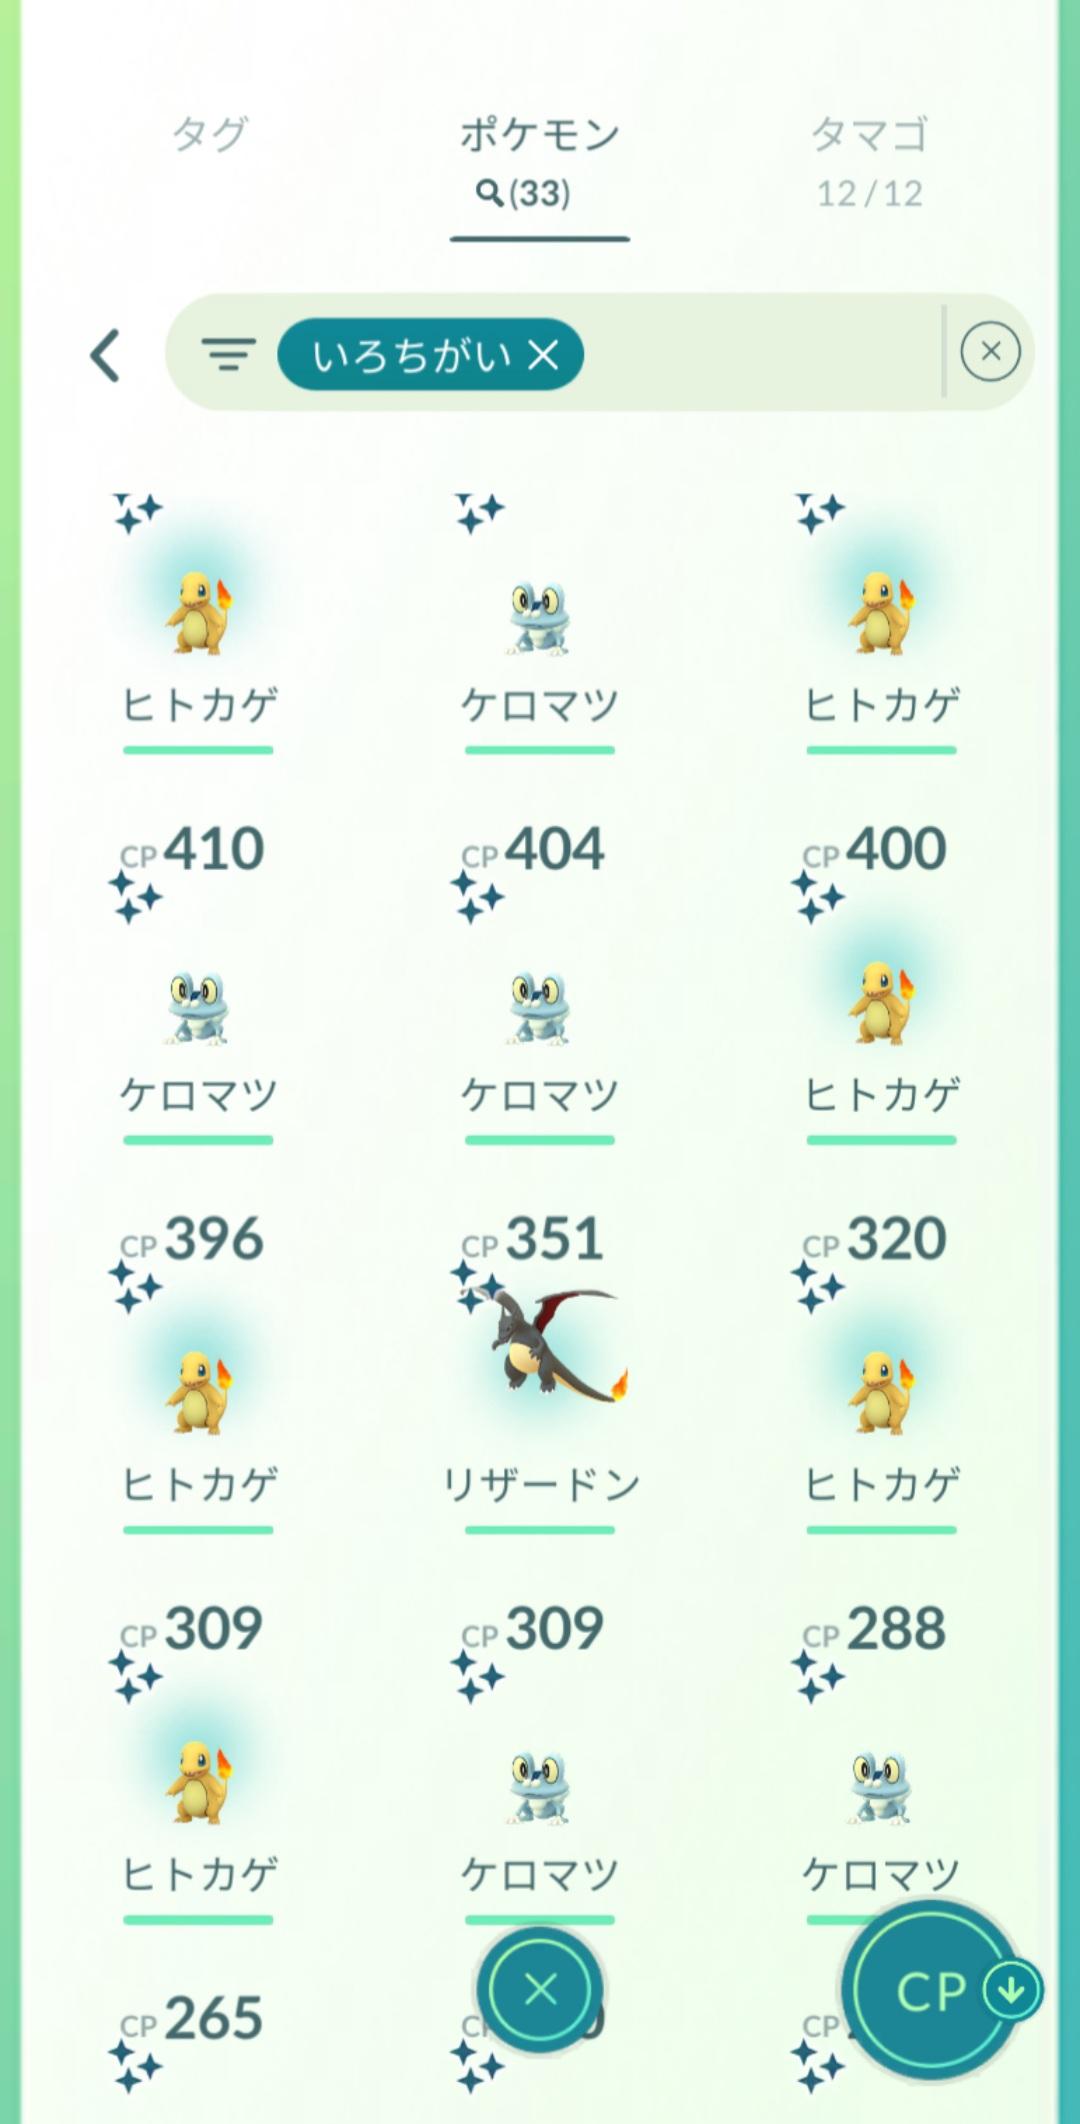 タグ ポケモン タマゴ
(33) 12/12
いろちがい
ヒトカゲ ケロマツ ヒトカゲ
CP410 CP404 CP400
ケロマツ ケロマツ ヒトカゲ
CP396 CP351 CP320
ヒトカゲ リザードン ヒトカゲ
CP309 CP309 CP288
ヒトカゲ ケロマツ ケロマツ
CP265 CP
CP